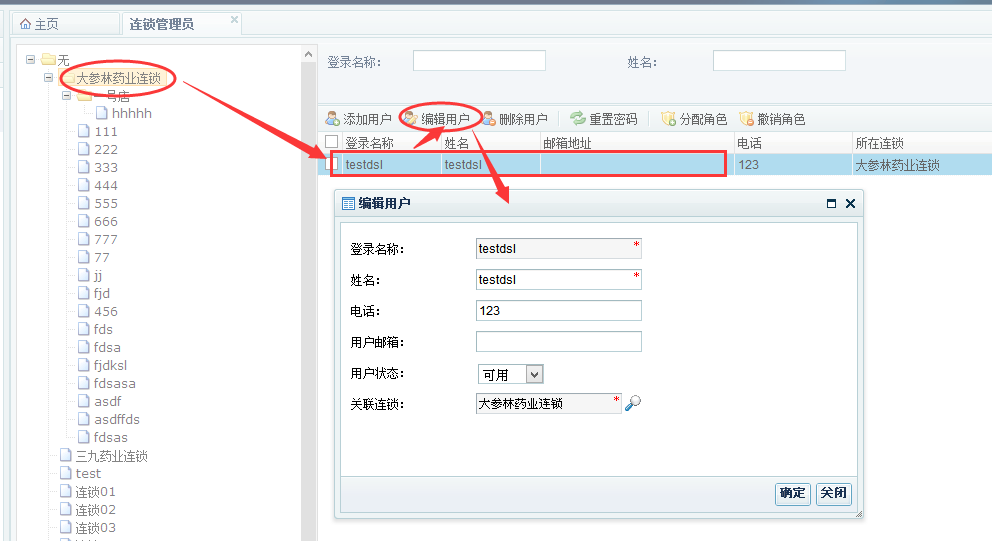 主页 连锁管理员
无
大参林药业连锁
一号店
hhhhh
111
222
333
444
555
666
777
77
jj
fjd
456
fds
fdsa
fjdksl
fdsasa
asdf
asdffds
fdsas
三九药业连锁
test
连锁01
连锁02
连锁03
登录名称： 姓名：
添加用户 编辑用户 删除用户 重置密码 分配角色 撤销角色
登录名称 姓名 邮箱地址 电话 所在连锁
testdsl testdsl 123 大参林药业连锁
编辑用户
登录名称： testdsl *
姓名： testdsl *
电话： 123
用户邮箱：
用户状态： 可用
关联连锁： 大参林药业连锁 *
确定 关闭